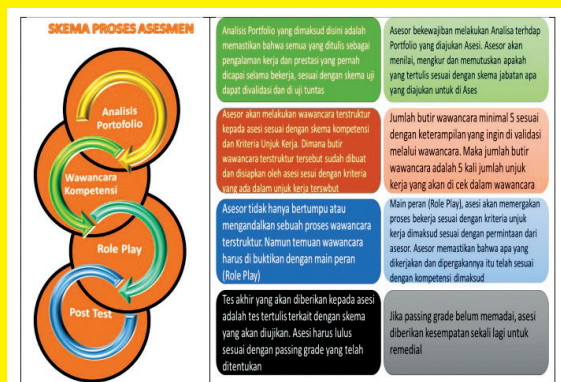 SKEMA PROSES ASESMEN
Analisis
Portofolio
Wawancara
Kompetensi
Role Play
Post Test
Analisis Portfolio yang dimaksud disini adalah
memastikan bahwa semua yang ditulis sebagai
pengalaman kerja dan prestasi yang pernah
dicapai selama bekerja, sesuai dengan skema uji
dapat divalidasi dan di uji tuntas
Asesor bekewajiban melakukan Analisa terhdap
Portfolio yang diajukan Asesi. Asesor akan
menilai, mengkur dan memutuskan apakah
yang tertulis sesuai dengan skema jabatan apa
yang diajukan untuk di Ases
Asesor akan melakukan wawancara terstruktur
kepada asesi sesuai dengan skema kompetensi
dan Kriteria Unjuk Kerja. Dimana butir
wawancara terstruktur tersebut sudah dibuat
dan disiapkan oleh asesi sesui dengan kriteria
yang ada dalam unjuk kerja terswbut
Jumlah butir wawancara minimal 5 sesuai
dengan keterampilan yang ingin di validasi
melalui wawancara. Maka jumlah butir
wawancara adalah 5 kali jumlah unjuk
kerja yang akan di cek dalam wawancara
Asesor tidak hanya bertumpu atau
mengandalkan sebuah proses wawancara
terstruktur. Namun temuan wawancara
harus di buktikan dengan main peran
(Role Play)
Main peran (Role Play), asesi akan memergakan
proses bekerja sesuai dengan kriteria unjuk
kerja dimaksud sesuai dengan permintaan dari
asesor. Asesor memastikan bahwa apa yang
dikerjakan dan dipergakannya itu telah sesuai
dengan kompetensi dimaksud
Tes akhir yang akan diberikan kepada asesi
adalah tes tertulis terkait dengan skema
yang akan diujikan. Asesi harus lulus
sesuai dengan passing grade yang telah
ditentukan
Jika passing grade belum memadai, asesi
diberikan kesempatan sekali lagi untuk
remedial